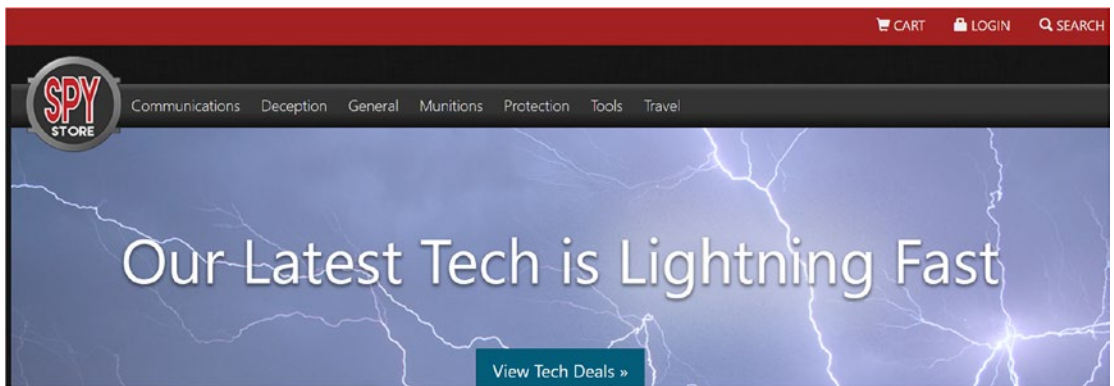 CART LOGIN SEARCH
SPY
STORE
Communications Deception General Munitions Protection Tools Travel
Our Latest Tech is Lightning Fast
View Tech Deals »